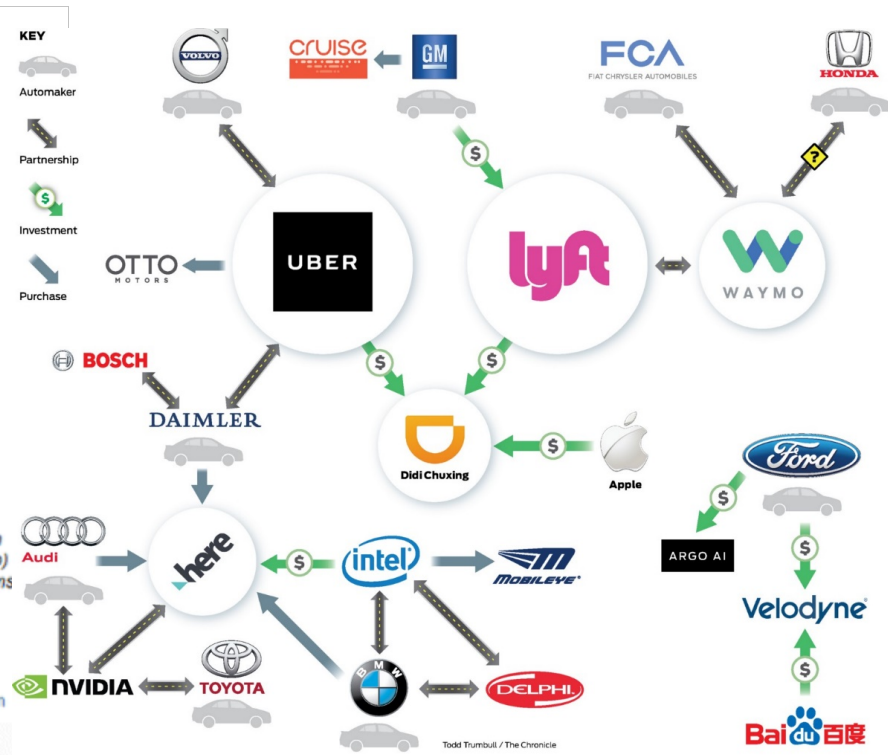 KEY
Automaker
Partnership
$
Investment
Purchase
VOLVO
cruise
GM
FCA
FIAT CHRYSLER AUTOMOBILES
HONDA
$
?
UBER
lyft
WAYMO
OTTO
MOTORS
BOSCH
$
$
DAIMLER
Didi Chuxing
$
Apple
Ford
$
ARGO AI
Audi
here
$
intel
MOBILEYE
$
Velodyne
$
NVIDIA
TOYOTA
BMW
DELPHI
Baidu百度
Todd Trumbull / The Chronicle